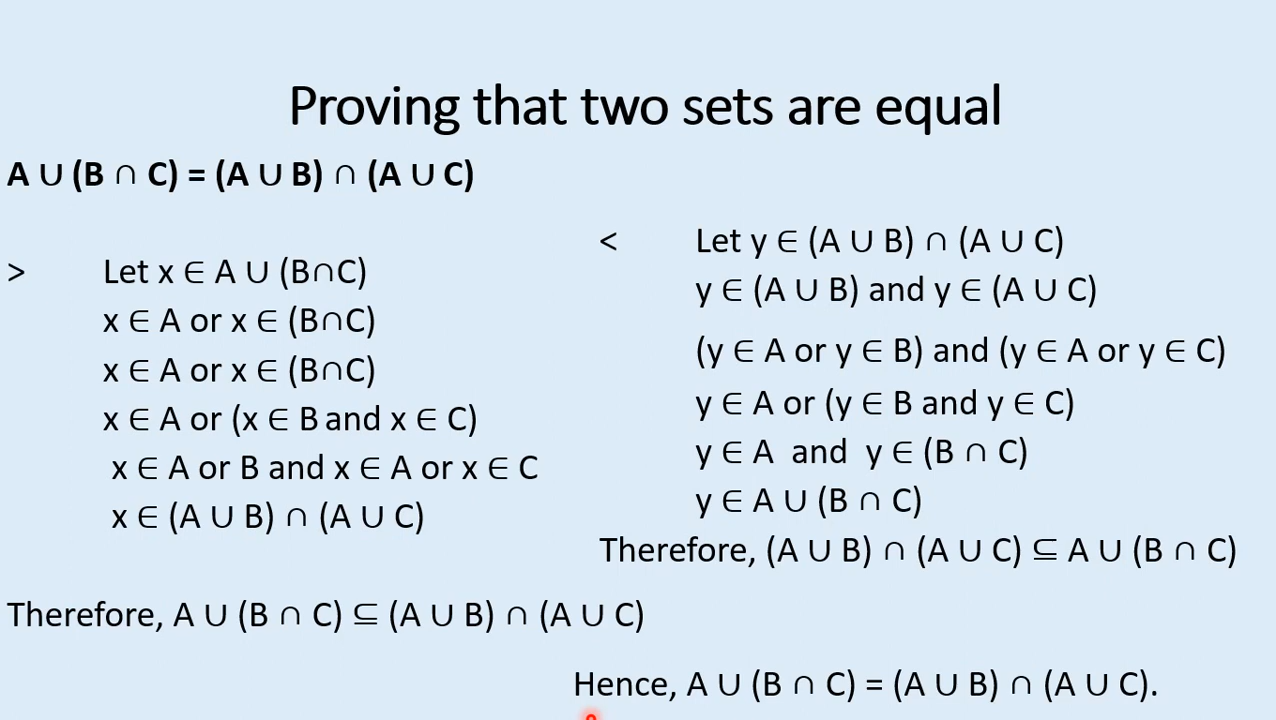 Proving that two sets are equal
A ∪ (B ∩ C) = (A ∪ B) ∩ (A ∪ C)
> Let x ∈ A ∪ (B∩C)
x ∈ A or x ∈ (B∩C)
x ∈ A or x ∈ (B∩C)
x ∈ A or (x ∈ B and x ∈ C)
x ∈ A or B and x ∈ A or x ∈ C
x ∈ (A ∪ B) ∩ (A ∪ C)
Therefore, A ∪ (B ∩ C) ⊆ (A ∪ B) ∩ (A ∪ C)
< Let y ∈ (A ∪ B) ∩ (A ∪ C)
y ∈ (A ∪ B) and y ∈ (A ∪ C)
(y ∈ A or y ∈ B) and (y ∈ A or y ∈ C)
y ∈ A or (y ∈ B and y ∈ C)
y ∈ A and y ∈ (B ∩ C)
y ∈ A ∪ (B ∩ C)
Therefore, (A ∪ B) ∩ (A ∪ C) ⊆ A ∪ (B ∩ C)
Hence, A ∪ (B ∩ C) = (A ∪ B) ∩ (A ∪ C).